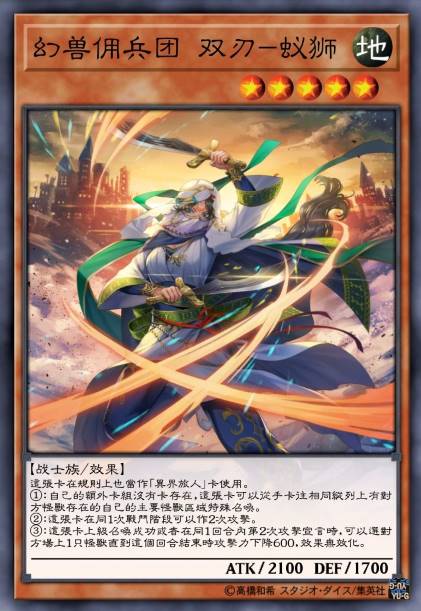 幻兽佣兵团 双刃-蚁狮 地
【战士族/效果】
這張卡在規則上也當作「異界旅人」卡使用。
①:自己的額外卡組沒有卡存在,這張卡可以從手卡往相同縱列上有對
方怪獸存在的自己的主要怪獸區域特殊召喚。
②:這張卡在同1次戰鬥階段可以作2次攻擊。
③:這張卡上級召喚成功或者在同1回合內第2次攻擊宣言時,可以選對
方場上1只怪獸直到這個回合結束時攻擊力下降600,效果無效化。
ATK/2100 DEF/1700
©高橋和希 スタジオ・ダイス/集英社